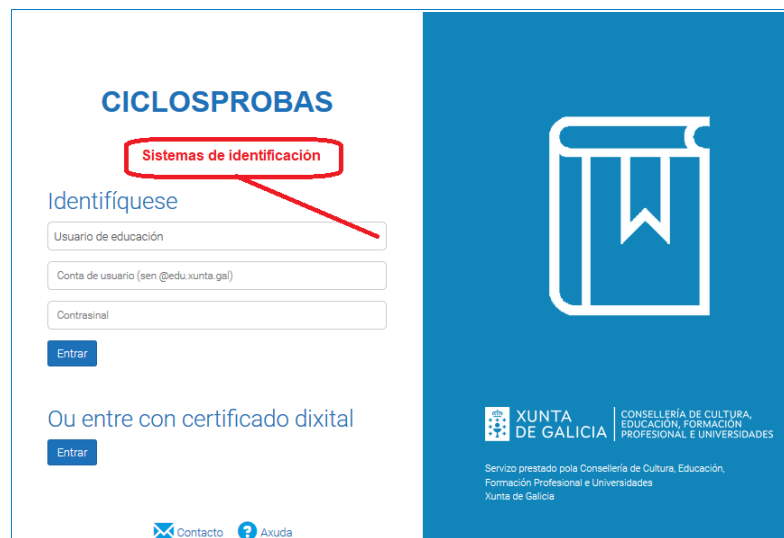 CICLOSPROBAS
Sistemas de identificación
Identifíquese
Usuario de educación
Conta de usuario (sen @edu.xunta.gal)
Contrasinal
Entrar
Ou entre con certificado dixital
Entrar
Contacto
? Axuda
XUNTA
DE GALICIA
CONSELLERÍA DE CULTURA,
EDUCACIÓN, FORMACIÓN
PROFESIONAL E UNIVERSIDADES
Servizo prestado pola Consellería de Cultura, Educación,
Formación Profesional e Universidades
Xunta de Galicia